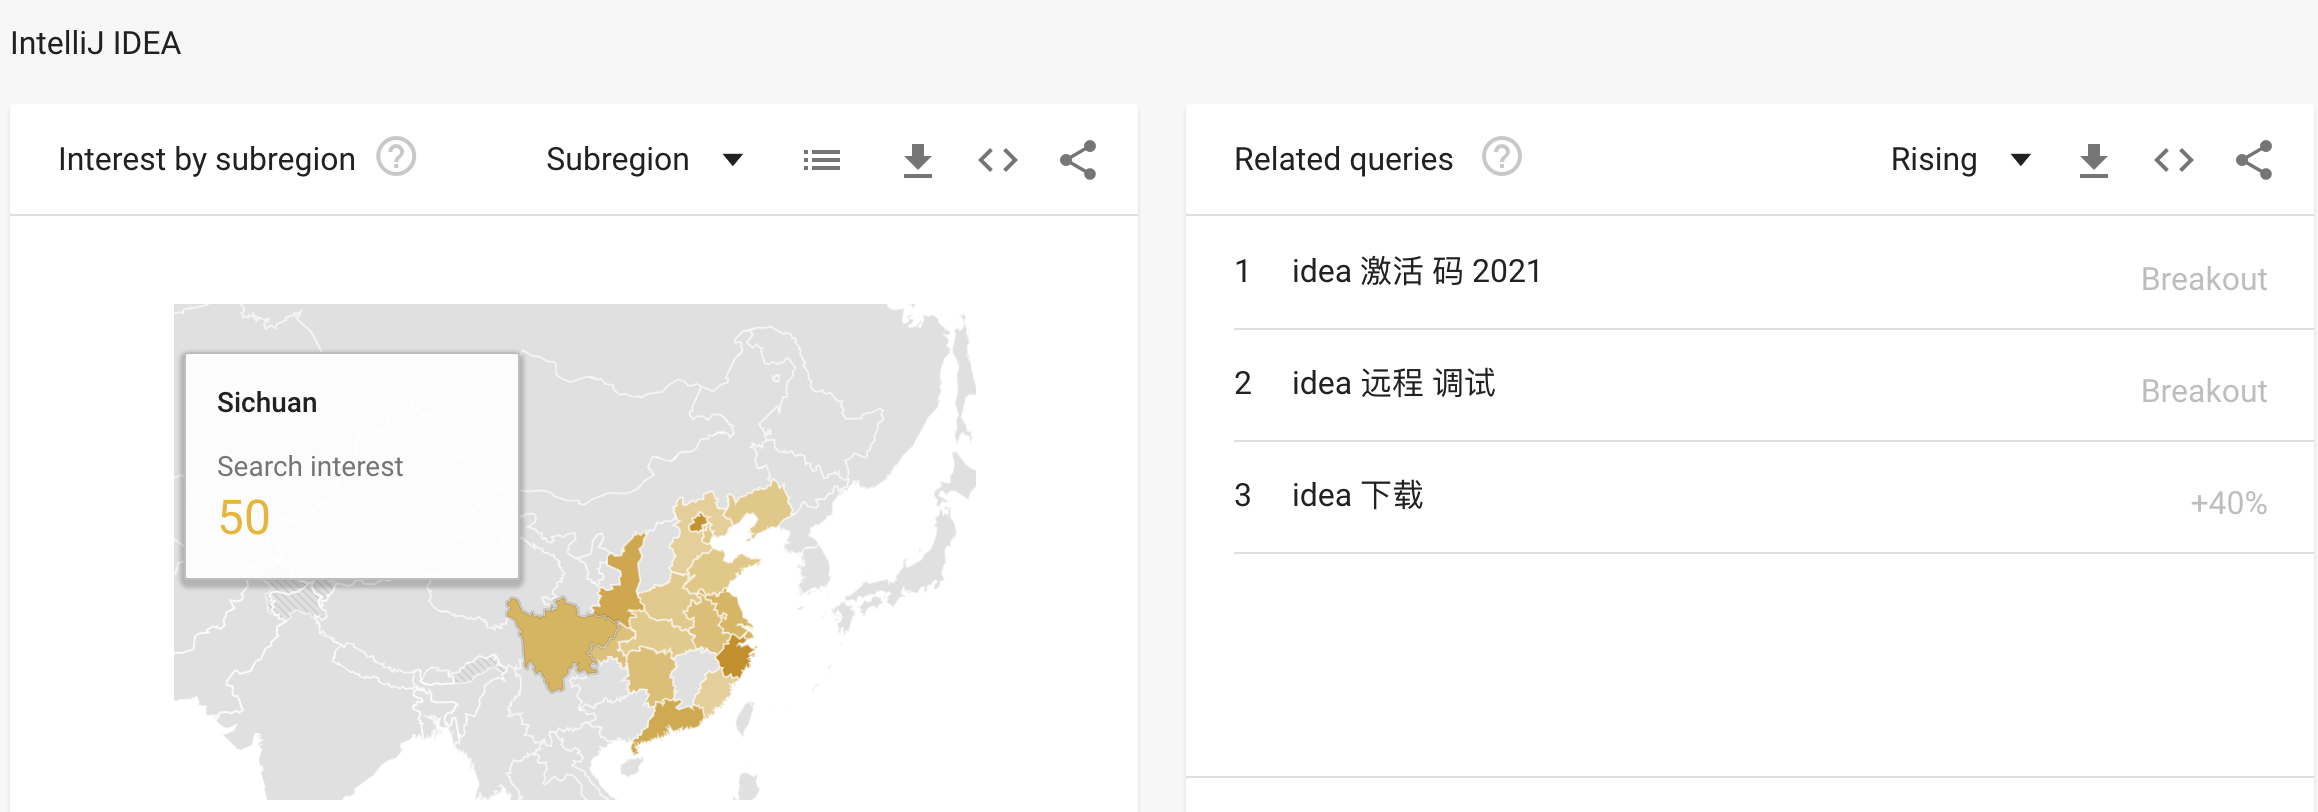 IntelliJ IDEA
Interest by subregion ? Subregion
Sichuan
Search interest
50
Related queries ? Rising
1 idea 激活 码 2021 Breakout
2 idea 远程 调试 Breakout
3 idea 下载 +40%